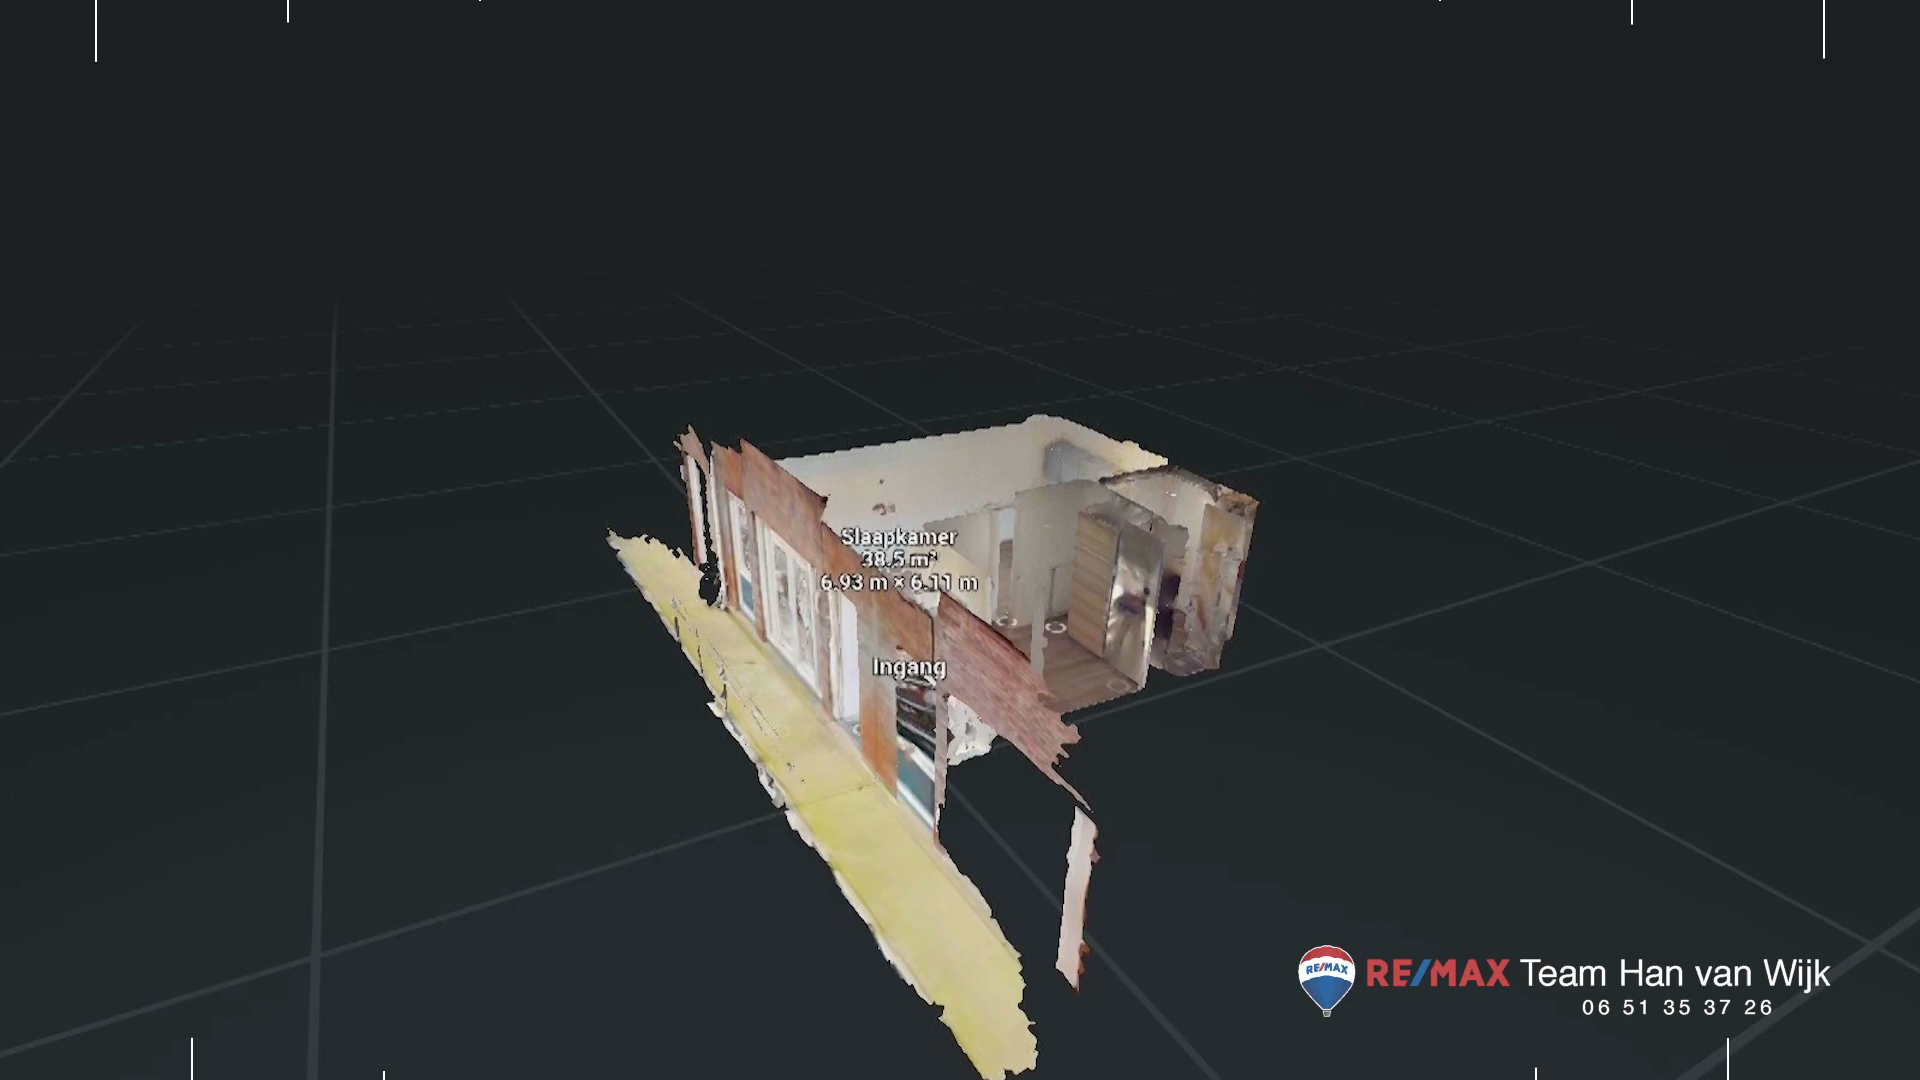 Slaapkamer
38.5 m²
6.93 m × 6.11 m
Ingang
RE/MAX
RE/MAX Team Han van Wijk
06 51 35 37 26